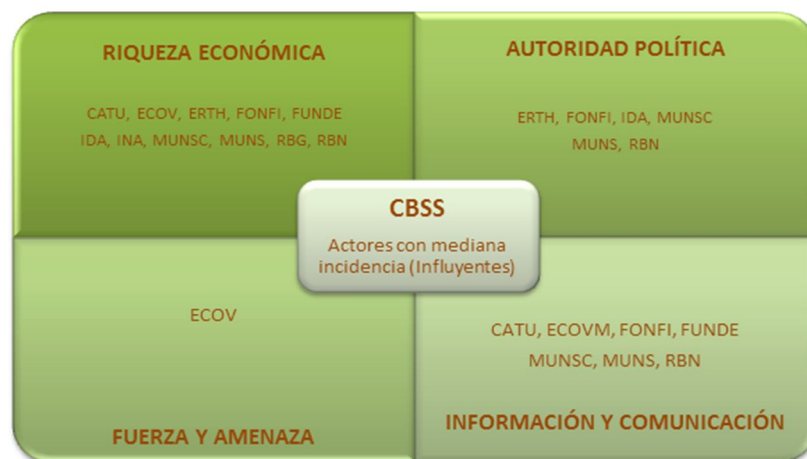 RIQUEZA ECONÓMICA
CATU, ECOV, ERTH, FONFI, FUNDE
IDA, INA, MUNSC, MUNS, RBG, RBN
AUTORIDAD POLÍTICA
ERTH, FONFI, IDA, MUNSC
MUNS, RBN
CBSS
Actores con mediana
incidencia (Influyentes)
ECOV
FUERZA Y AMENAZA
CATU, ECOVM, FONFI, FUNDE
MUNSC, MUNS, RBN
INFORMACIÓN Y COMUNICACIÓN